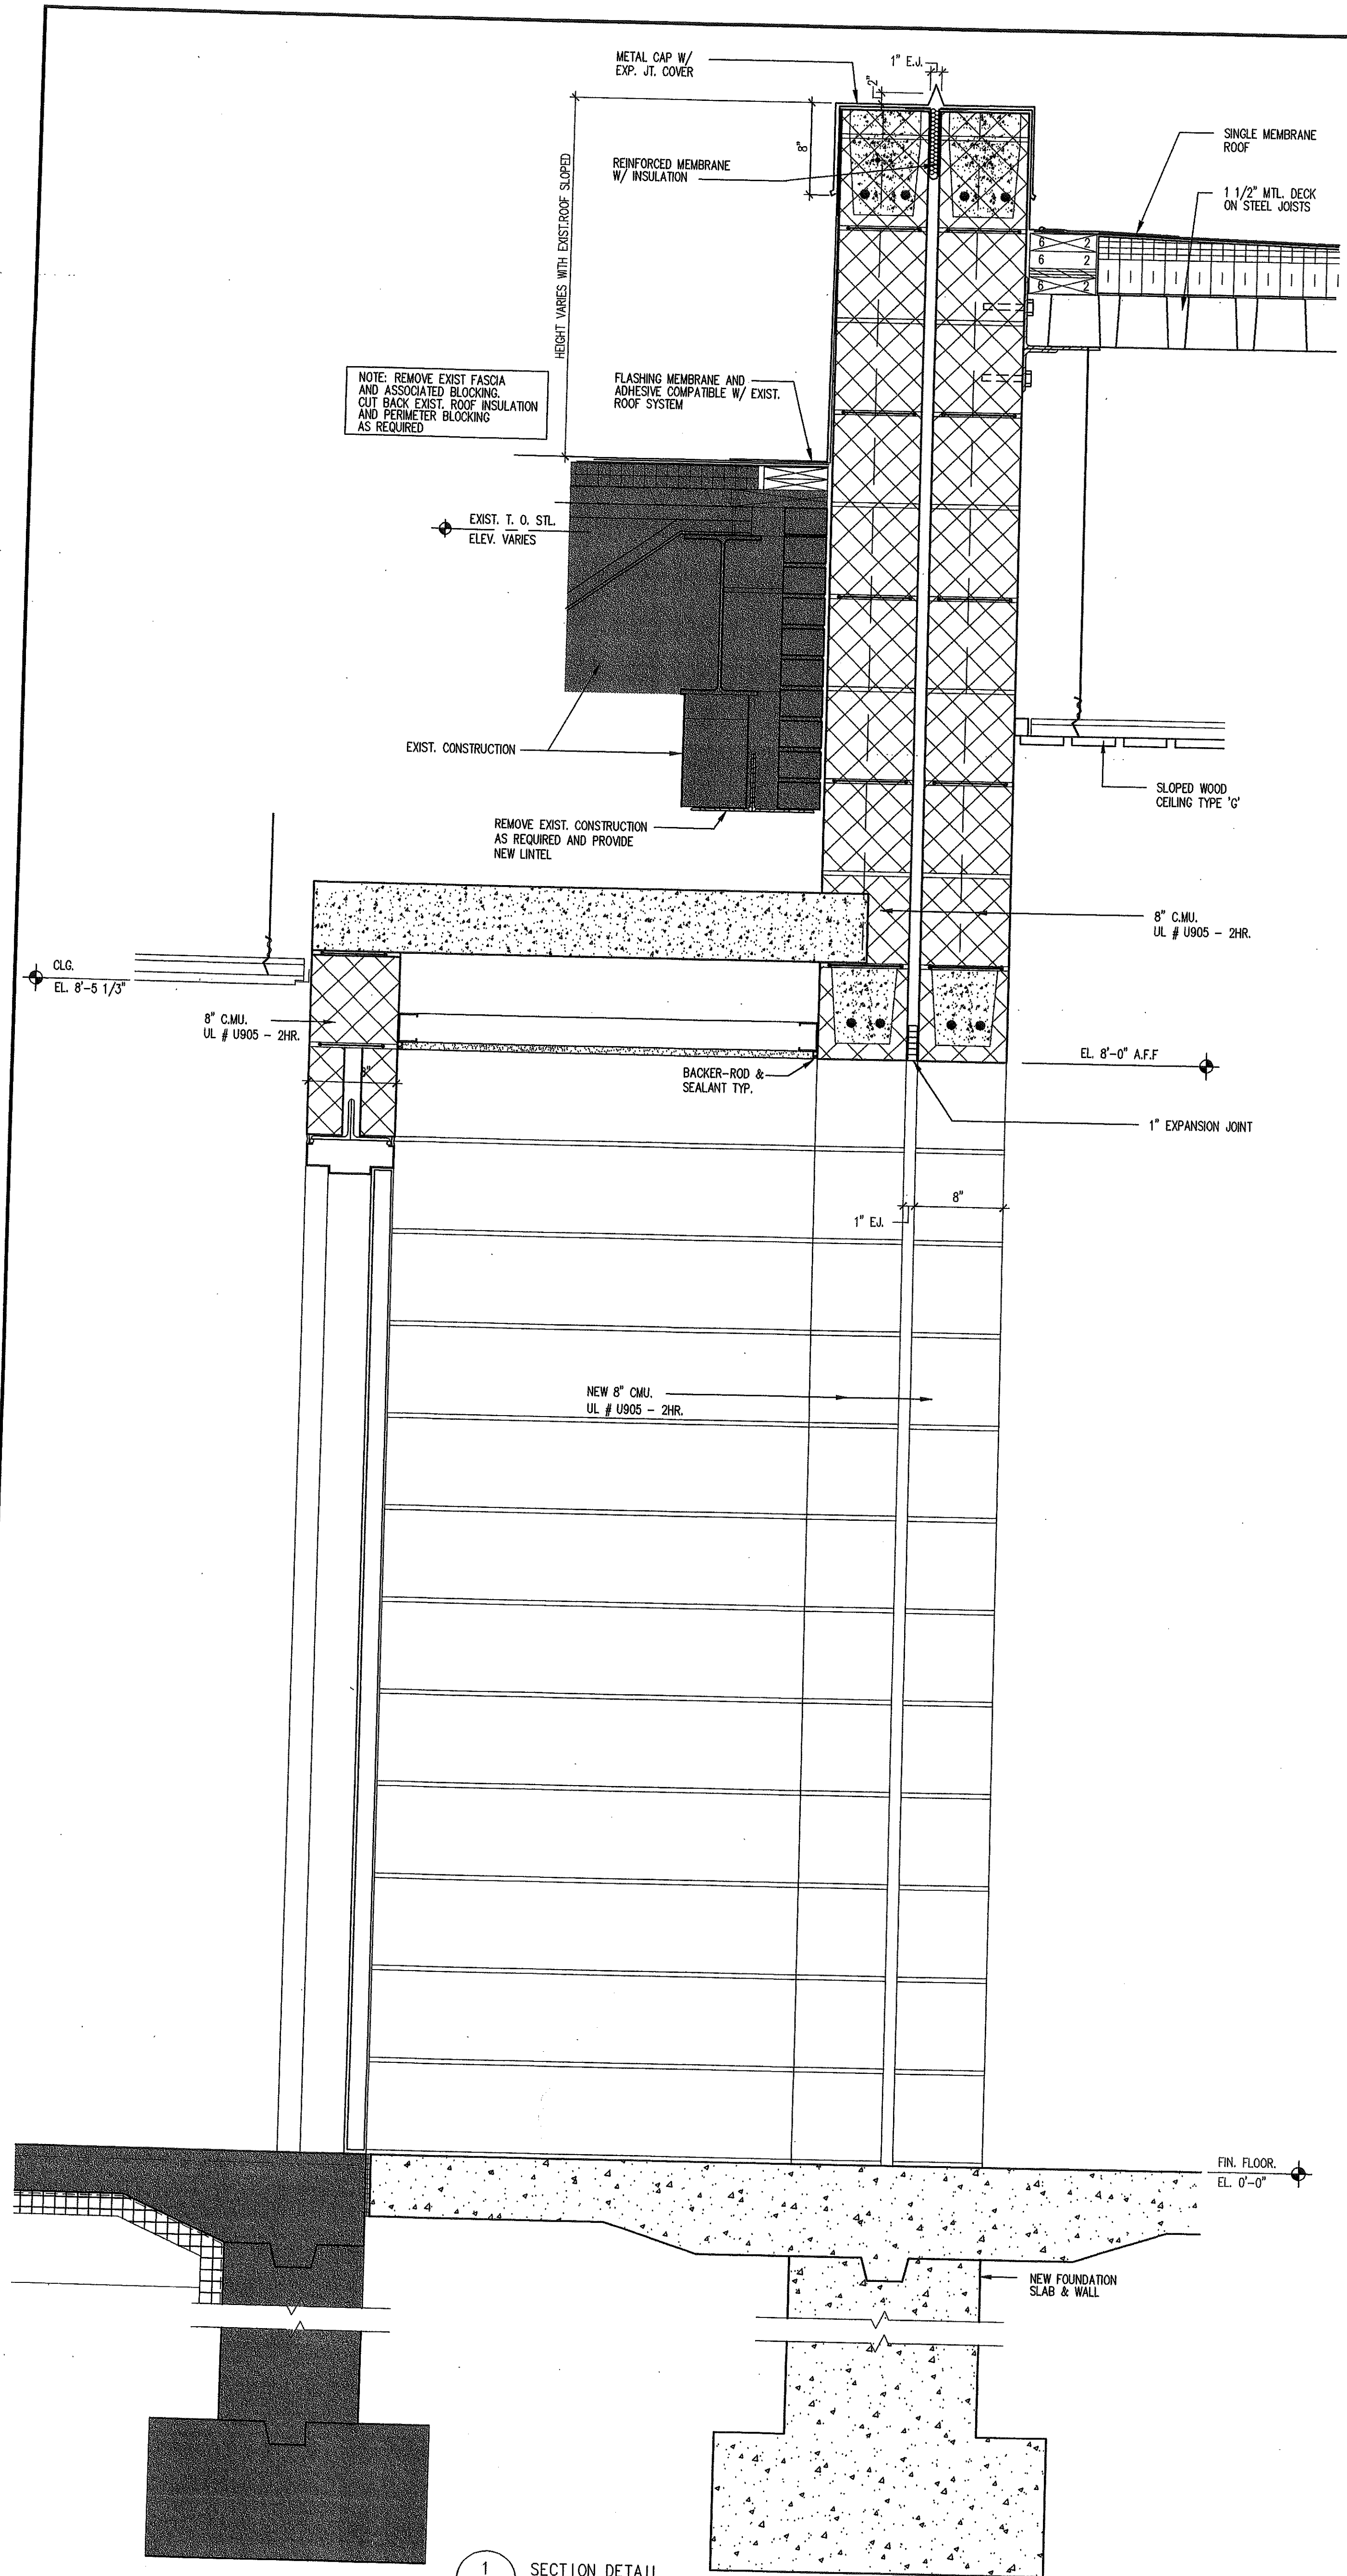 METAL CAP W/
EXP. JT. COVER
1" E.J.
2"
8"
SINGLE MEMBRANE
ROOF
REINFORCED MEMBRANE
W/ INSULATION
1 1/2" MTL. DECK
ON STEEL JOISTS
HEIGHT VARIES WITH EXIST.ROOF SLOPED
6 2
6 2
6 2
NOTE: REMOVE EXIST FASCIA
AND ASSOCIATED BLOCKING.
CUT BACK EXIST. ROOF INSULATION
AND PERIMETER BLOCKING
AS REQUIRED
FLASHING MEMBRANE AND
ADHESIVE COMPATIBLE W/ EXIST.
ROOF SYSTEM
EXIST. T. O. STL.
ELEV. VARIES
EXIST. CONSTRUCTION
SLOPED WOOD
CEILING TYPE 'G'
REMOVE EXIST. CONSTRUCTION
AS REQUIRED AND PROVIDE
NEW LINTEL
8" C.MU.
UL # U905 - 2HR.
CLG.
EL. 8'-5 1/3"
8" C.MU.
UL # U905 - 2HR.
EL. 8'-0" A.F.F
BACKER-ROD &
SEALANT TYP.
1" EXPANSION JOINT
8"
1" EJ.
NEW 8" CMU.
UL # U905 - 2HR.
FIN. FLOOR.
EL. 0'-0"
NEW FOUNDATION
SLAB & WALL
1
SECTION DETAIL